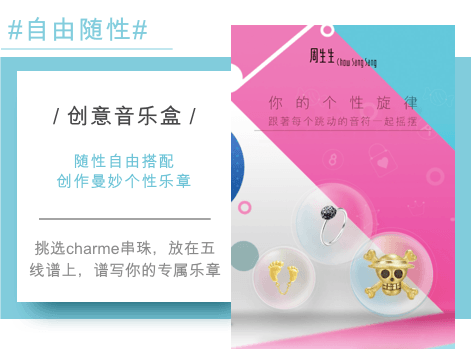 #自由随性#
/ 创意音乐盒 /
随性自由搭配
创作曼妙个性乐章
挑选charme串珠，放在五
线谱上，谱写你的专属乐章
周生生 Chow Sang Sang
你的个性旋律
跟著每个跳动的音符一起摇摆
8
4